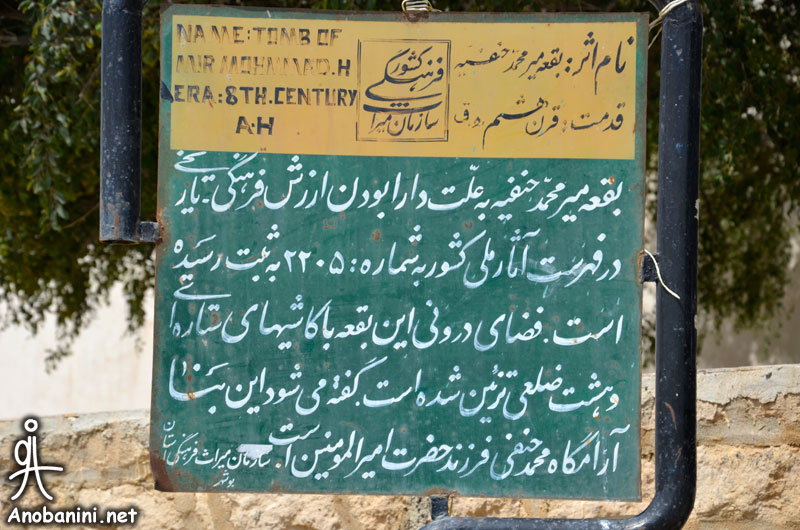 NAME:TOMB OF
MIR MOHAMMAD.H
ERA:8TH.CENTURY
A.H
سازمان میراث
فرهنگی
کشور
نام اثر: بقعه میر محمد حنفیه
قدمت: قرن هشتم ه.ق
بقعه میر محمّد حنفیه به علّت دارا بودن ارزش فرهنگی - تاریخی
در فهرست آثار ملی کشور به شماره: ۲۲۰۵ به ثبت رسیده
است. فضای درونی این بقعه با کاشیهای ستاره ای
و هشت ضلعی تزئین شده است. گفته می شود این بنا
آرامگاه محمد حنفی فرزند حضرت امیرالمومنین است
سازمان میراث فرهنگی استان
بوشهر
Anobanini.net